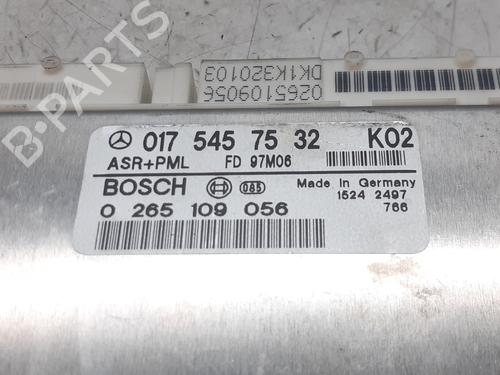 0265109056
DK1K320103
017 545 75 32 K02
ASR+PML FD 97M06
BOSCH 085 Made in Germany
0 265 109 056 1524 2497
766
B-PARTS